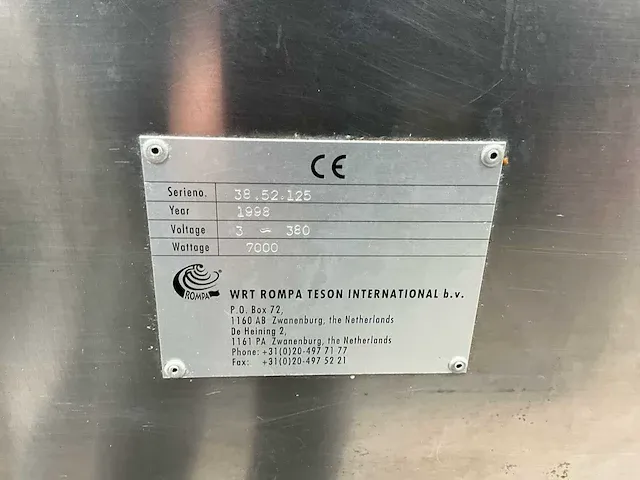 CE
Serieno. 38.52.125
Year 1998
Voltage 3 ~ 380
Wattage 7000
ROMPA
WRT ROMPA TESON INTERNATIONAL b.v.
P.O. Box 72,
1160 AB Zwanenburg, the Netherlands
De Heining 2,
1161 PA Zwanenburg, the Netherlands
Phone: +31(0)20-497 71 77
Fax: +31(0)20-497 52 21